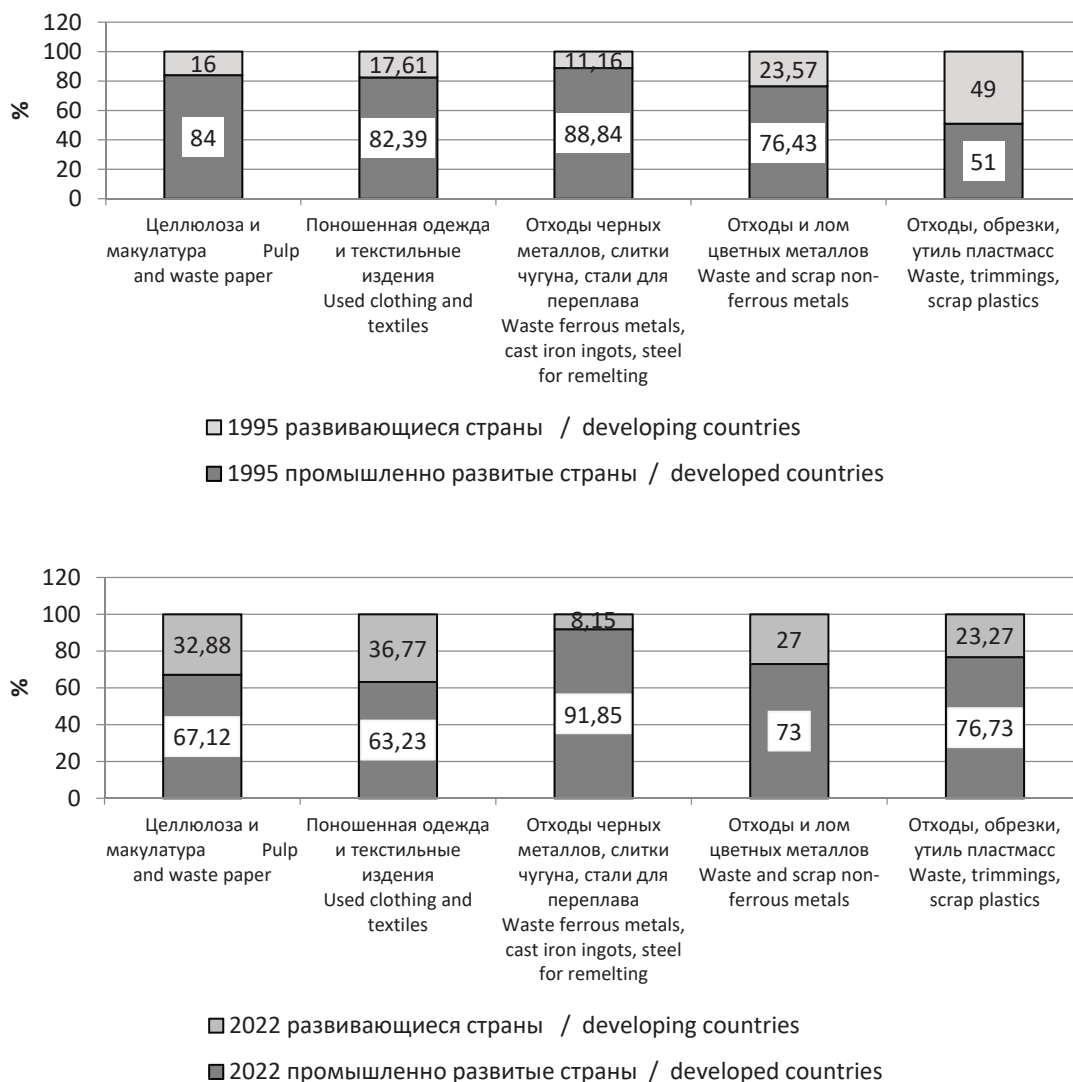 120
100
80
60
40
20
0
%
16
17,61
11,16
23,57
49
84
82,39
88,84
76,43
51
Целлюлоза и
макулатура Pulp
and waste paper
Поношенная одежда
и текстильные
издения
Used clothing and
textiles
Отходы черных
металлов, слитки
чугуна, стали для
переплава
Waste ferrous metals,
cast iron ingots, steel
for remelting
Отходы и лом
цветных металлов
Waste and scrap non-
ferrous metals
Отходы, обрезки,
утиль пластмасс
Waste, trimmings,
scrap plastics
1995 развивающиеся страны / developing countries
1995 промышленно развитые страны / developed countries
120
100
80
60
40
20
0
%
32,88
36,77
8,15
27
23,27
67,12
63,23
91,85
73
76,73
Целлюлоза и
макулатура Pulp
and waste paper
Поношенная одежда
и текстильные
издения
Used clothing and
textiles
Отходы черных
металлов, слитки
чугуна, стали для
переплава
Waste ferrous metals,
cast iron ingots, steel
for remelting
Отходы и лом
цветных металлов
Waste and scrap non-
ferrous metals
Отходы, обрезки,
утиль пластмасс
Waste, trimmings,
scrap plastics
2022 развивающиеся страны / developing countries
2022 промышленно развитые страны / developed countries